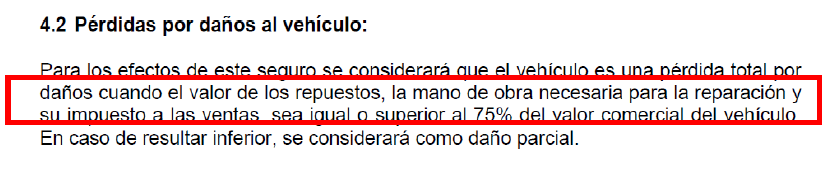 4.2 Pérdidas por daños al vehículo:
Para los efectos de este seguro se considerará que el vehículo es una pérdida total por
daños cuando el valor de los repuestos, la mano de obra necesaria para la reparación y
su impuesto a las ventas, sea igual o superior al 75% del valor comercial del vehículo.
En caso de resultar inferior, se considerará como daño parcial.